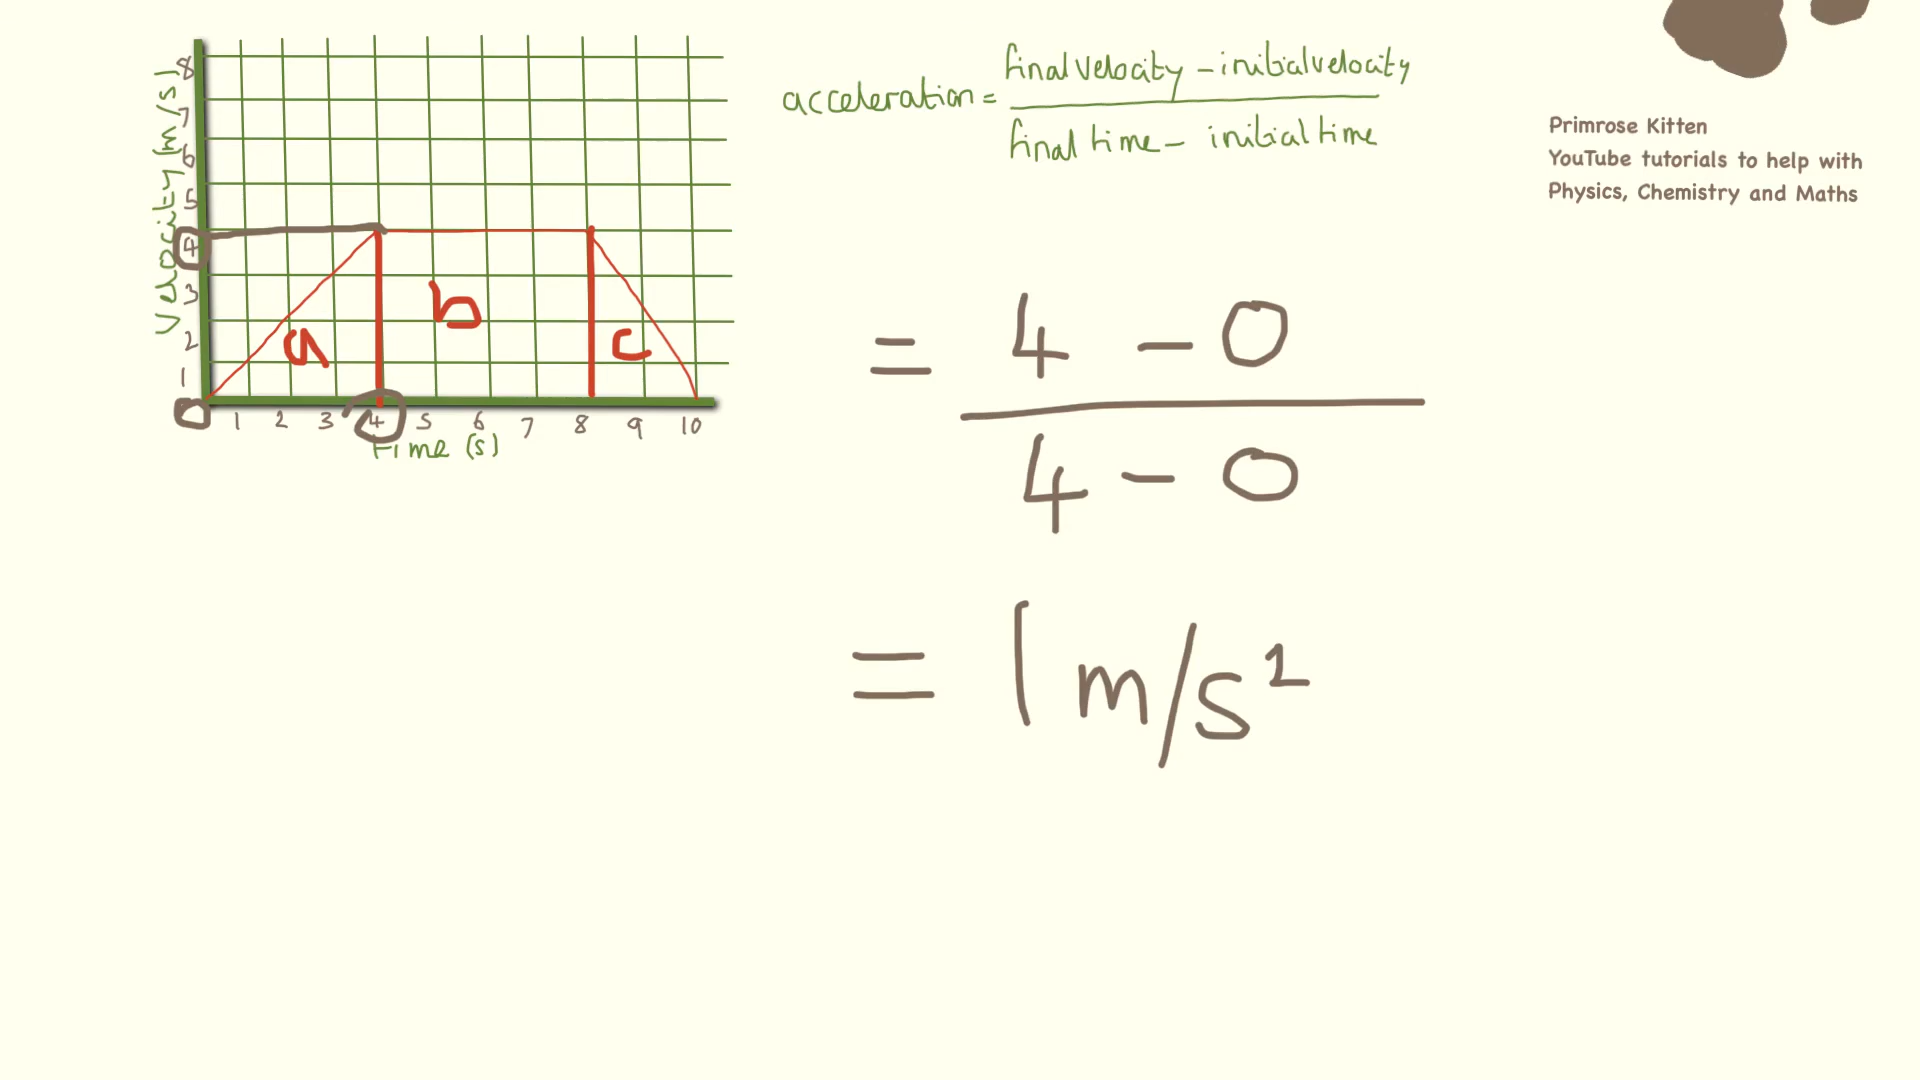 8
7
6
5
4
3
2
1
0
Velocity (m/s)
a
b
c
1 2 3 4 5 6 7 8 9 10
time (s)
acceleration = final velocity - initial velocity
final time - initial time
Primrose Kitten
YouTube tutorials to help with
Physics, Chemistry and Maths
= 4 - 0
4 - 0
= 1 m/s²